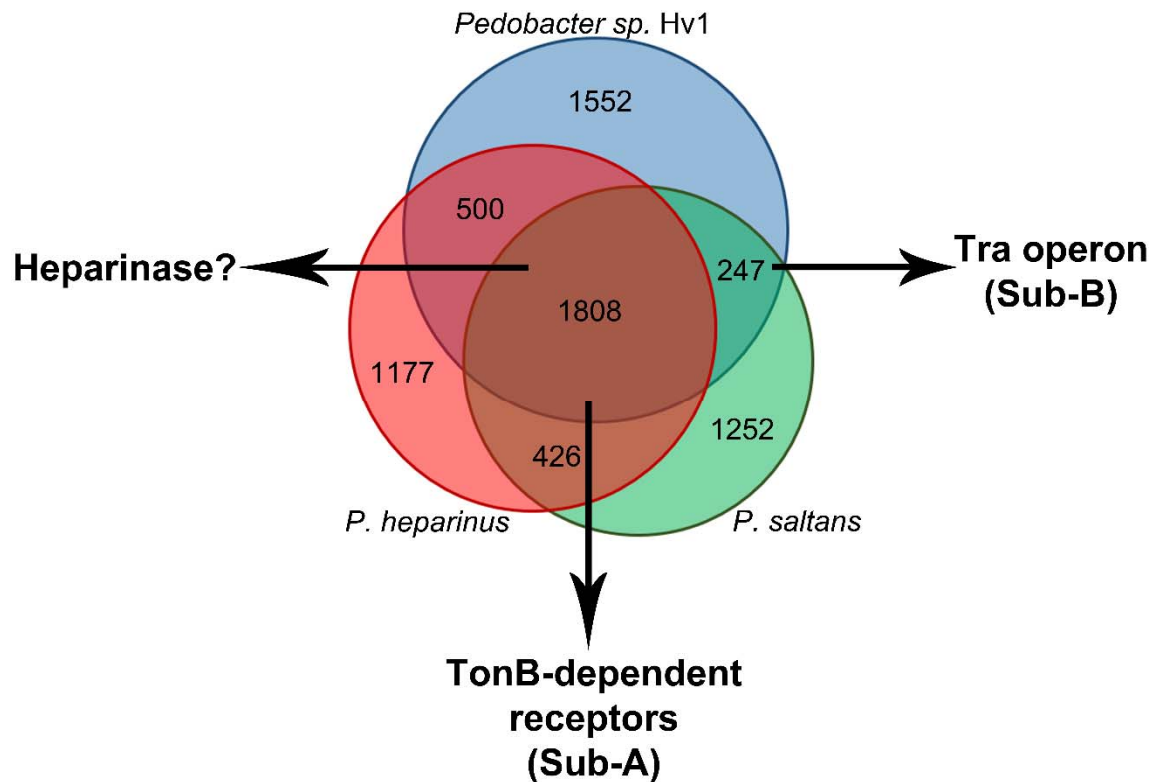 Pedobacter sp. Hv1
1552
500
Heparinase?
247
Tra operon
(Sub-B)
1808
1177
1252
426
P. heparinus
P. saltans
TonB-dependent
receptors
(Sub-A)